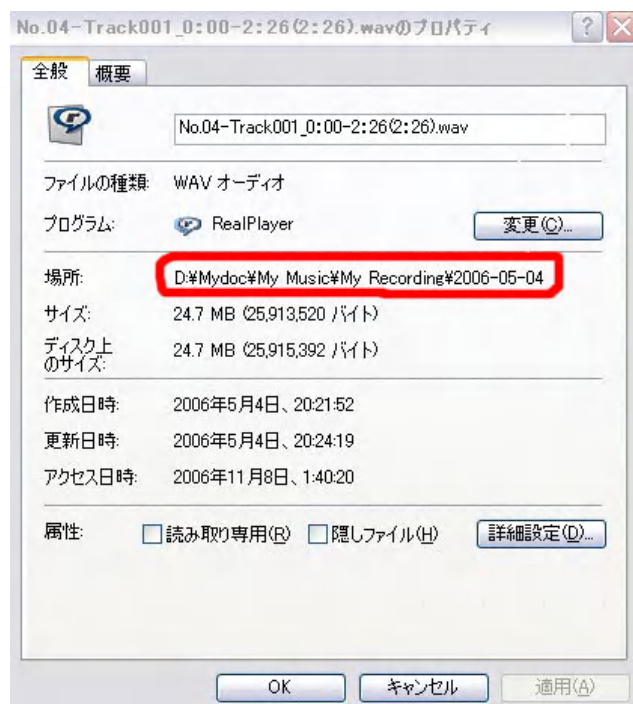 No.04-Track001_0:00-2:26(2:26).wavのプロパティ
全般 概要
No.04-Track001_0:00-2:26(2:26).wav
ファイルの種類: WAV オーディオ
プログラム: RealPlayer 変更(C)...
場所: D:¥Mydoc¥My Music¥My Recording¥2006-05-04
サイズ: 24.7 MB (25,913,520 バイト)
ディスク上
のサイズ: 24.7 MB (25,915,392 バイト)
作成日時: 2006年5月4日、20:21:52
更新日時: 2006年5月4日、20:24:19
アクセス日時: 2006年11月8日、1:40:20
属性: 読み取り専用(R) 隠しファイル(H) 詳細設定(D)...
OK キャンセル 適用(A)